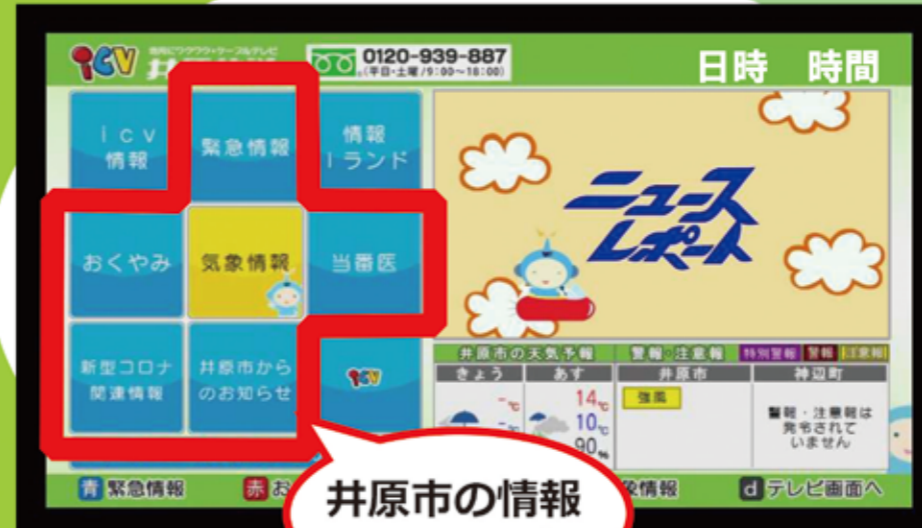 icv
0120-939-887
(平日・土曜/9:00~18:00)
日時 時間
icv
情報
緊急情報
情報
Iランド
おくやみ
気象情報
当番医
新型コロナ
関連情報
井原市から
のお知らせ
icv
ニュース
レポート
井原市の天気予報
警報・注意報
特別警報
警報
注意報
きょう
あす
井原市
神辺町
-℃
-℃
14℃
10℃
90%
強風
警報・注意報は
発令されて
いません
青 緊急情報
赤 お
象情報
d テレビ画面へ
井原市の情報